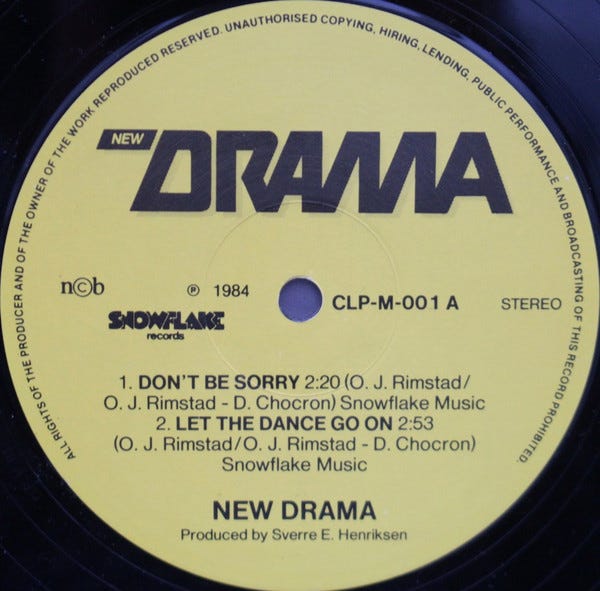 ALL RIGHTS OF THE PRODUCER AND OF THE OWNER OF THE WORK REPRODUCED RESERVED. UNAUTHORISED COPYING, HIRING, LENDING, PUBLIC PERFORMANCE AND BROADCASTING OF THIS RECORD PROHIBITED.
NEW DRAMA
n©b
℗ 1984
CLP-M-001 A
STEREO
SNOWFLAKE
records
1. DON'T BE SORRY 2:20 (O. J. Rimstad/
O. J. Rimstad - D. Chocron) Snowflake Music
2. LET THE DANCE GO ON 2:53
(O. J. Rimstad/O. J. Rimstad - D. Chocron)
Snowflake Music
NEW DRAMA
Produced by Sverre E. Henriksen